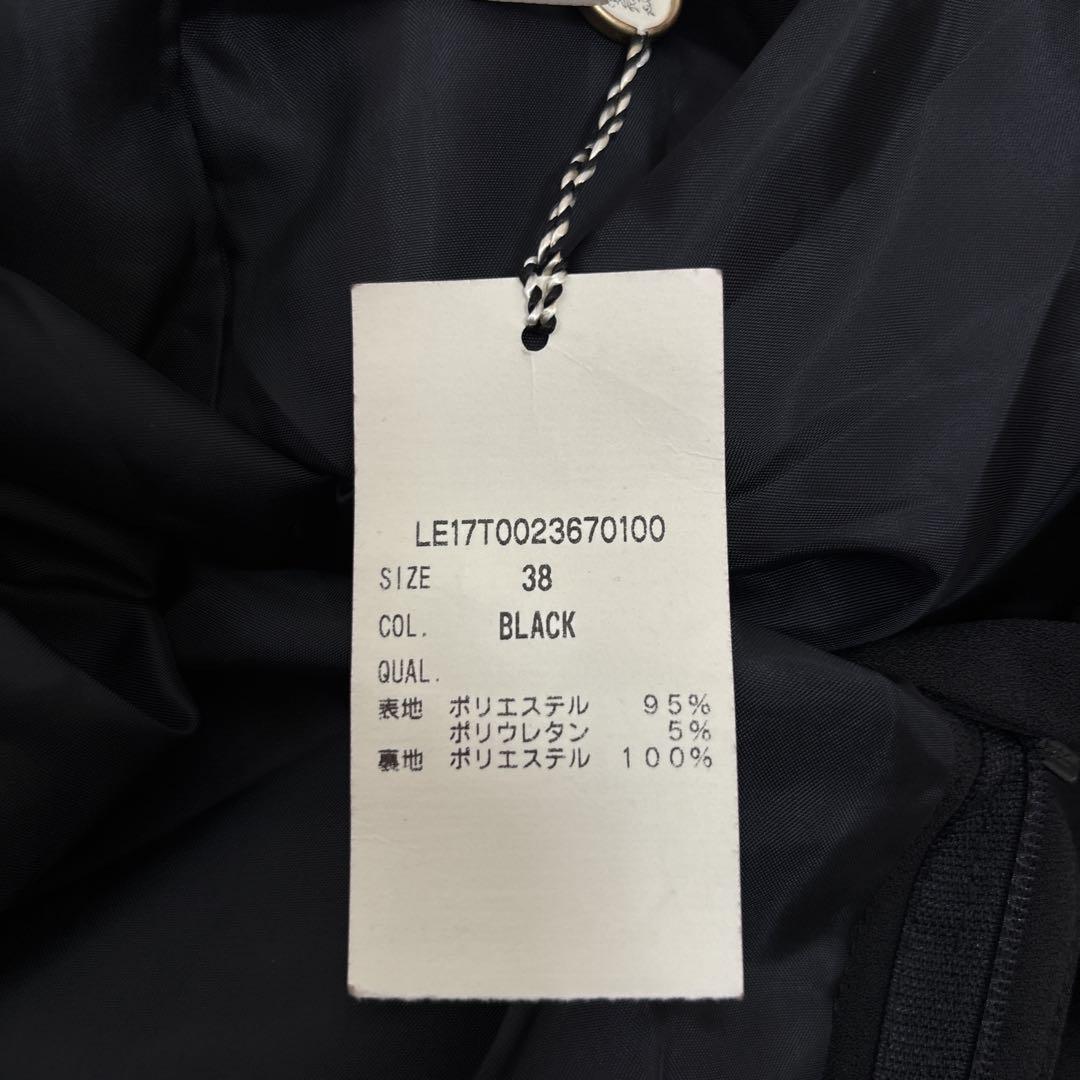 LE17T0023670100
SIZE 38
COL. BLACK
QUAL.
表地 ポリエステル 95%
ポリウレタン 5%
裏地 ポリエステル 100%